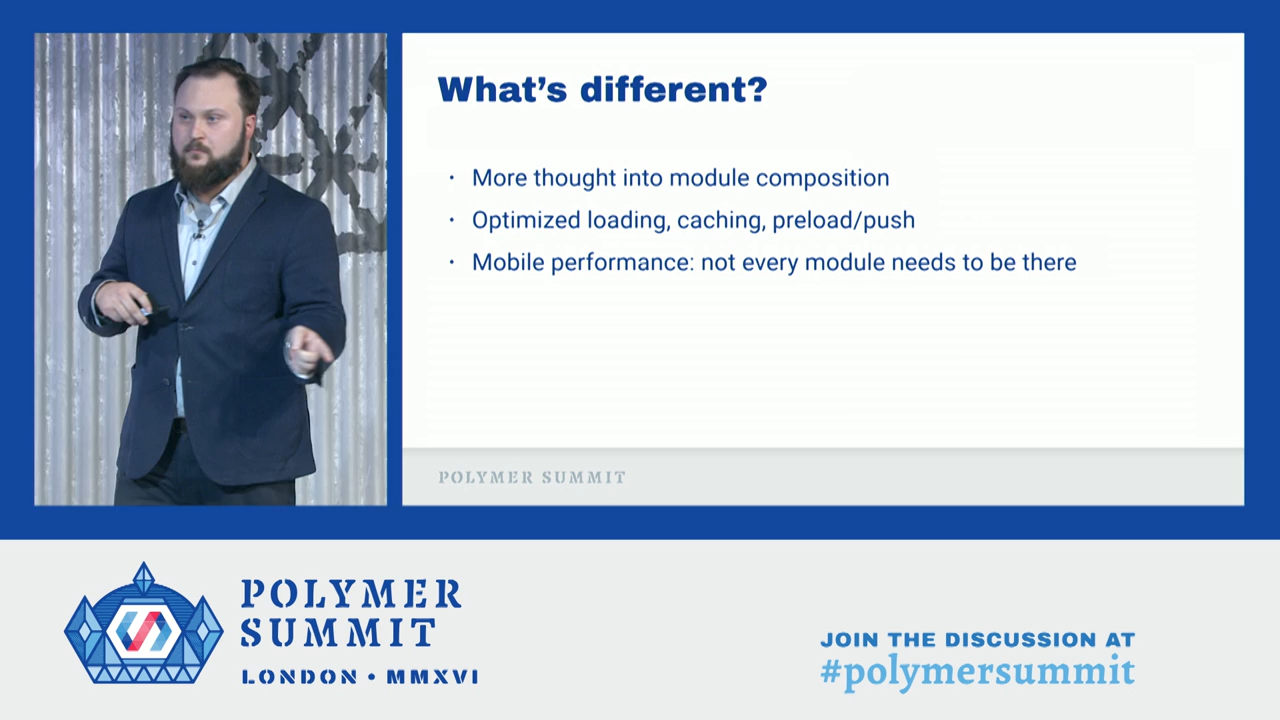 What's different?
· More thought into module composition
· Optimized loading, caching, preload/push
· Mobile performance: not every module needs to be there
POLYMER SUMMIT
POLYMER
SUMMIT
LONDON • MMXVI
JOIN THE DISCUSSION AT
#polymersummit